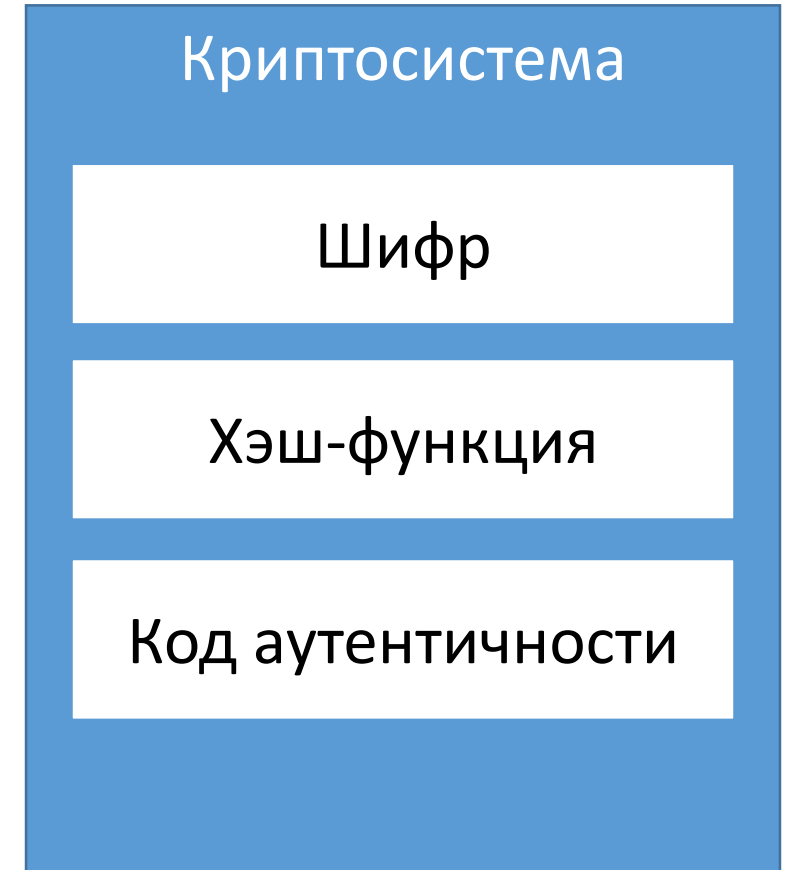 Криптосистема
Шифр
Хэш-функция
Код аутентичности